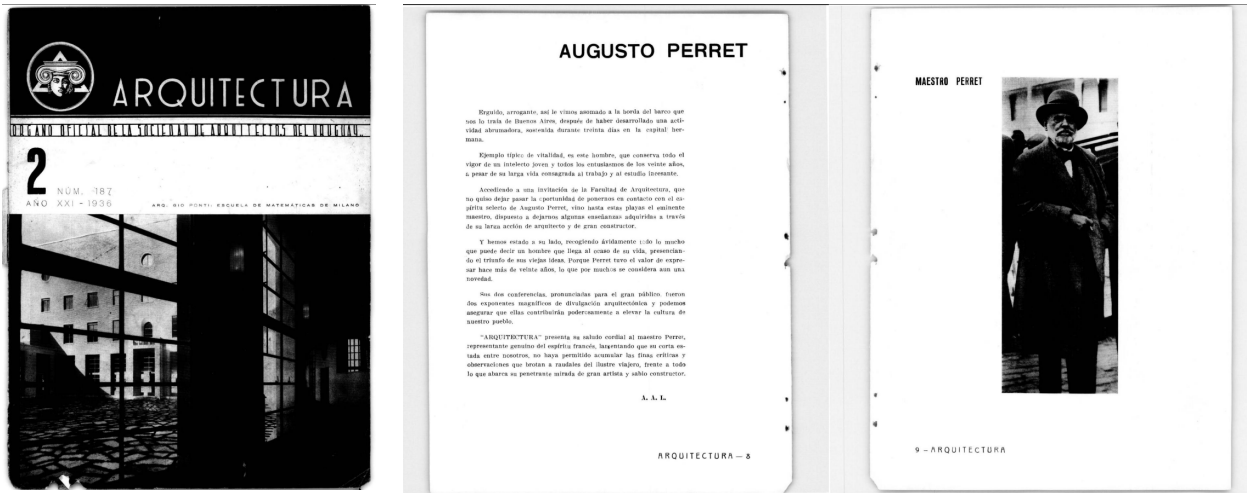 ARQUITECTURA
ÓRGANO OFICIAL DE LA SOCIEDAD DE ARQUITECTOS DEL URUGUAY
2
NÚM. 187
AÑO XXI - 1936
ARQ. GIO PONTI: ESCUELA DE MATEMÁTICAS DE MILANO
AUGUSTO PERRET
Erguido, arrogante, así le vimos asomado a la borda del barco que
nos lo traía de Buenos Aires, después de haber desarrollado una acti-
vidad abrumadora, sostenida durante treinta días en la capital her-
mana.
Ejemplo típico de vitalidad, es este hombre, que conserva todo el
vigor de un intelecto joven y todos los entusiasmos de los veinte años,
a pesar de su larga vida consagrada al trabajo y al estudio incesante.
Accediendo a una invitación de la Facultad de Arquitectura, que
no quiso dejar pasar la oportunidad de ponernos en contacto con el es-
píritu selecto de Augusto Perret, vino hasta estas playas el eminente
maestro, dispuesto a dejarnos algunas enseñanzas adquiridas a través
de su larga acción de arquitecto y de gran constructor.
Y hemos estado a su lado, recogiendo ávidamente todo lo mucho
que puede decir un hombre que llega al ocaso de su vida, presencian-
do el triunfo de sus viejas ideas. Porque Perret tuvo el valor de expre-
sar hace más de veinte años, lo que por muchos se considera aun una
novedad.
Sus dos conferencias, pronunciadas para el gran público, fueron
dos exponentes magníficos de divulgación arquitectónica y podemos
asegurar que ellas contribuirán poderosamente a elevar la cultura de
nuestro pueblo.
"ARQUITECTURA" presenta su saludo cordial al maestro Perret,
representante genuino del espíritu francés, lamentando que su corta es-
tada entre nosotros, no haya permitido acumular las finas críticas y
observaciones que brotan a raudales del ilustre viajero, frente a todo
lo que abarca su penetrante mirada de gran artista y sabio constructor.
A. A. L.
ARQUITECTURA — 8
MAESTRO PERRET
9 - ARQUITECTURA